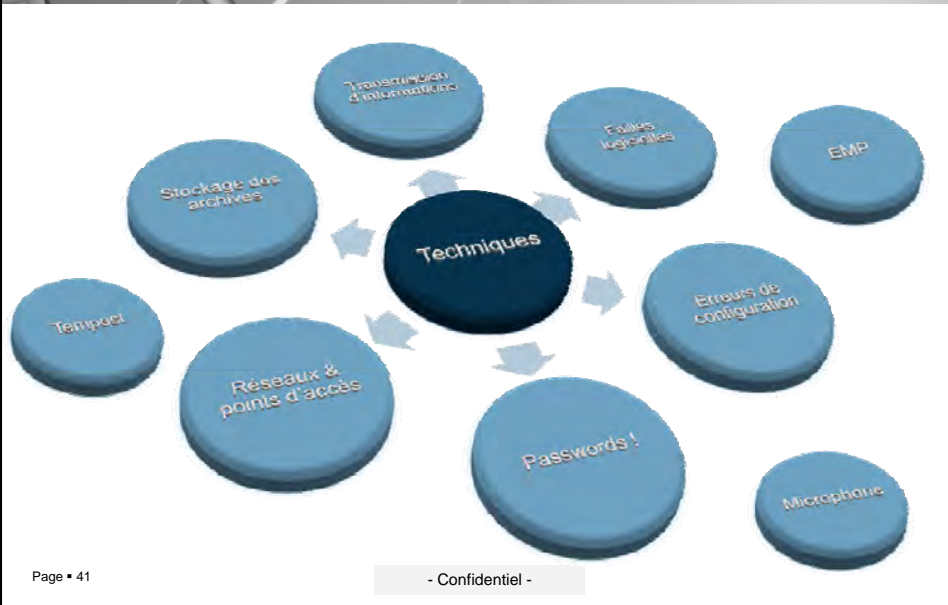 Transmission
d'informations
Failles
logicielles
EMP
Stockage des
archives
Techniques
Erreurs de
configuration
Tempest
Réseaux &
points d'accès
Passwords !
Microphone
Page ▪ 41
- Confidentiel -